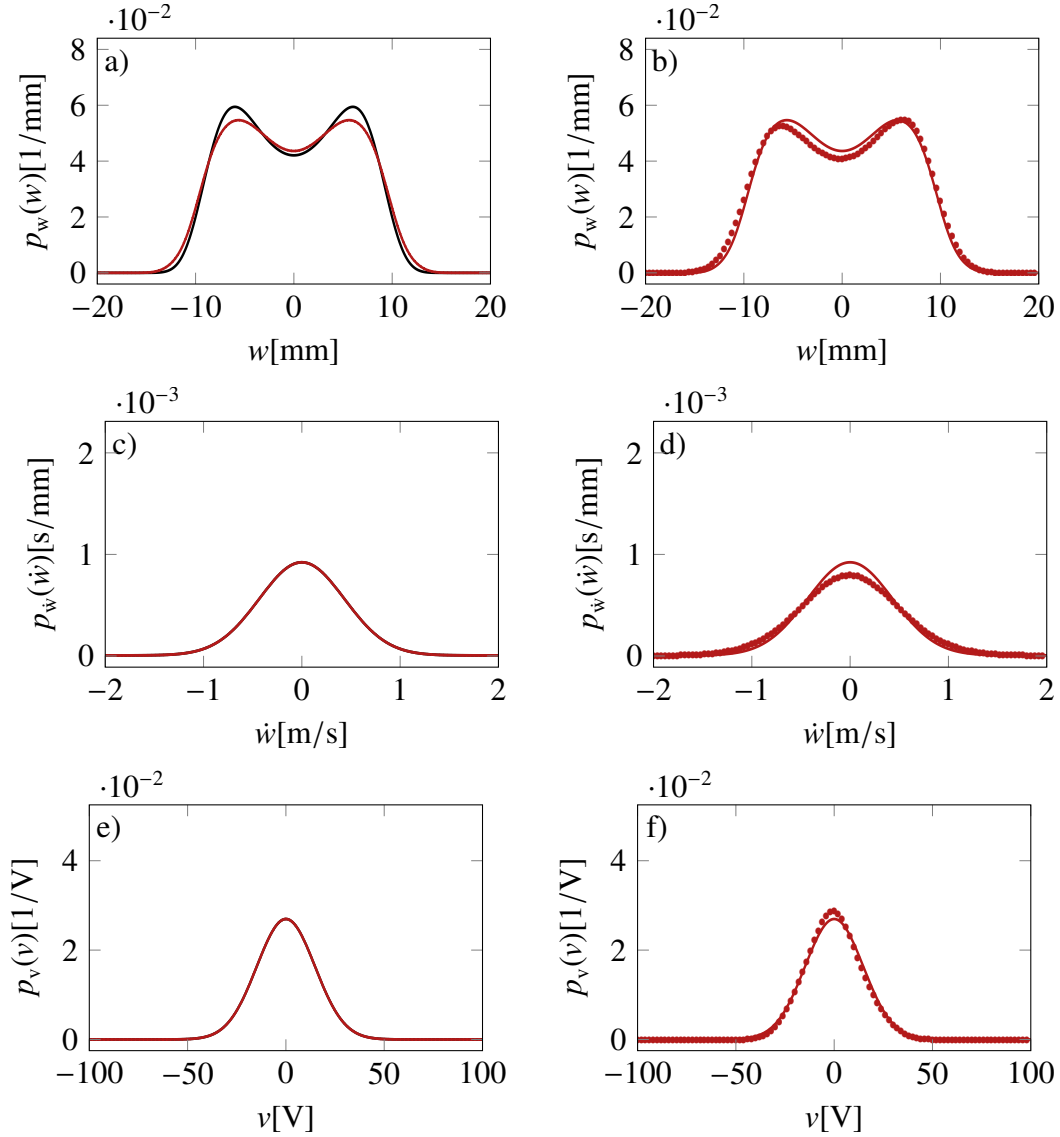 ·10⁻² ·10⁻²
a) b)
8 6 4 2 0
8 6 4 2 0
p_w(w)[1/mm] p_w(w)[1/mm]
−20 −10 0 10 20 −20 −10 0 10 20
w[mm] w[mm]
·10⁻³ ·10⁻³
c) d)
2 1 0
2 1 0
p_ẇ(ẇ)[s/mm] p_ẇ(ẇ)[s/mm]
−2 −1 0 1 2 −2 −1 0 1 2
ẇ[m/s] ẇ[m/s]
·10⁻² ·10⁻²
e) f)
4 2 0
4 2 0
p_v(v)[1/V] p_v(v)[1/V]
−100 −50 0 50 100 −100 −50 0 50 100
v[V] v[V]